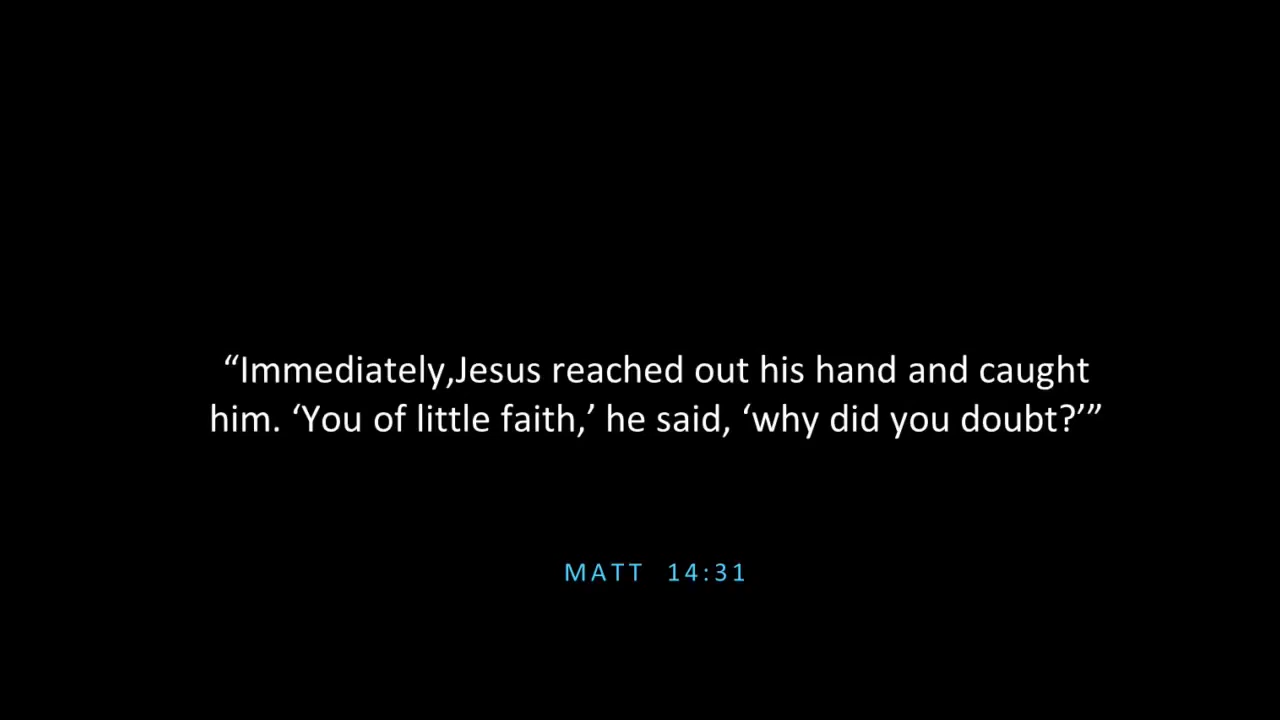 “Immediately,Jesus reached out his hand and caught
him. ‘You of little faith,’ he said, ‘why did you doubt?’”
MATT 14:31